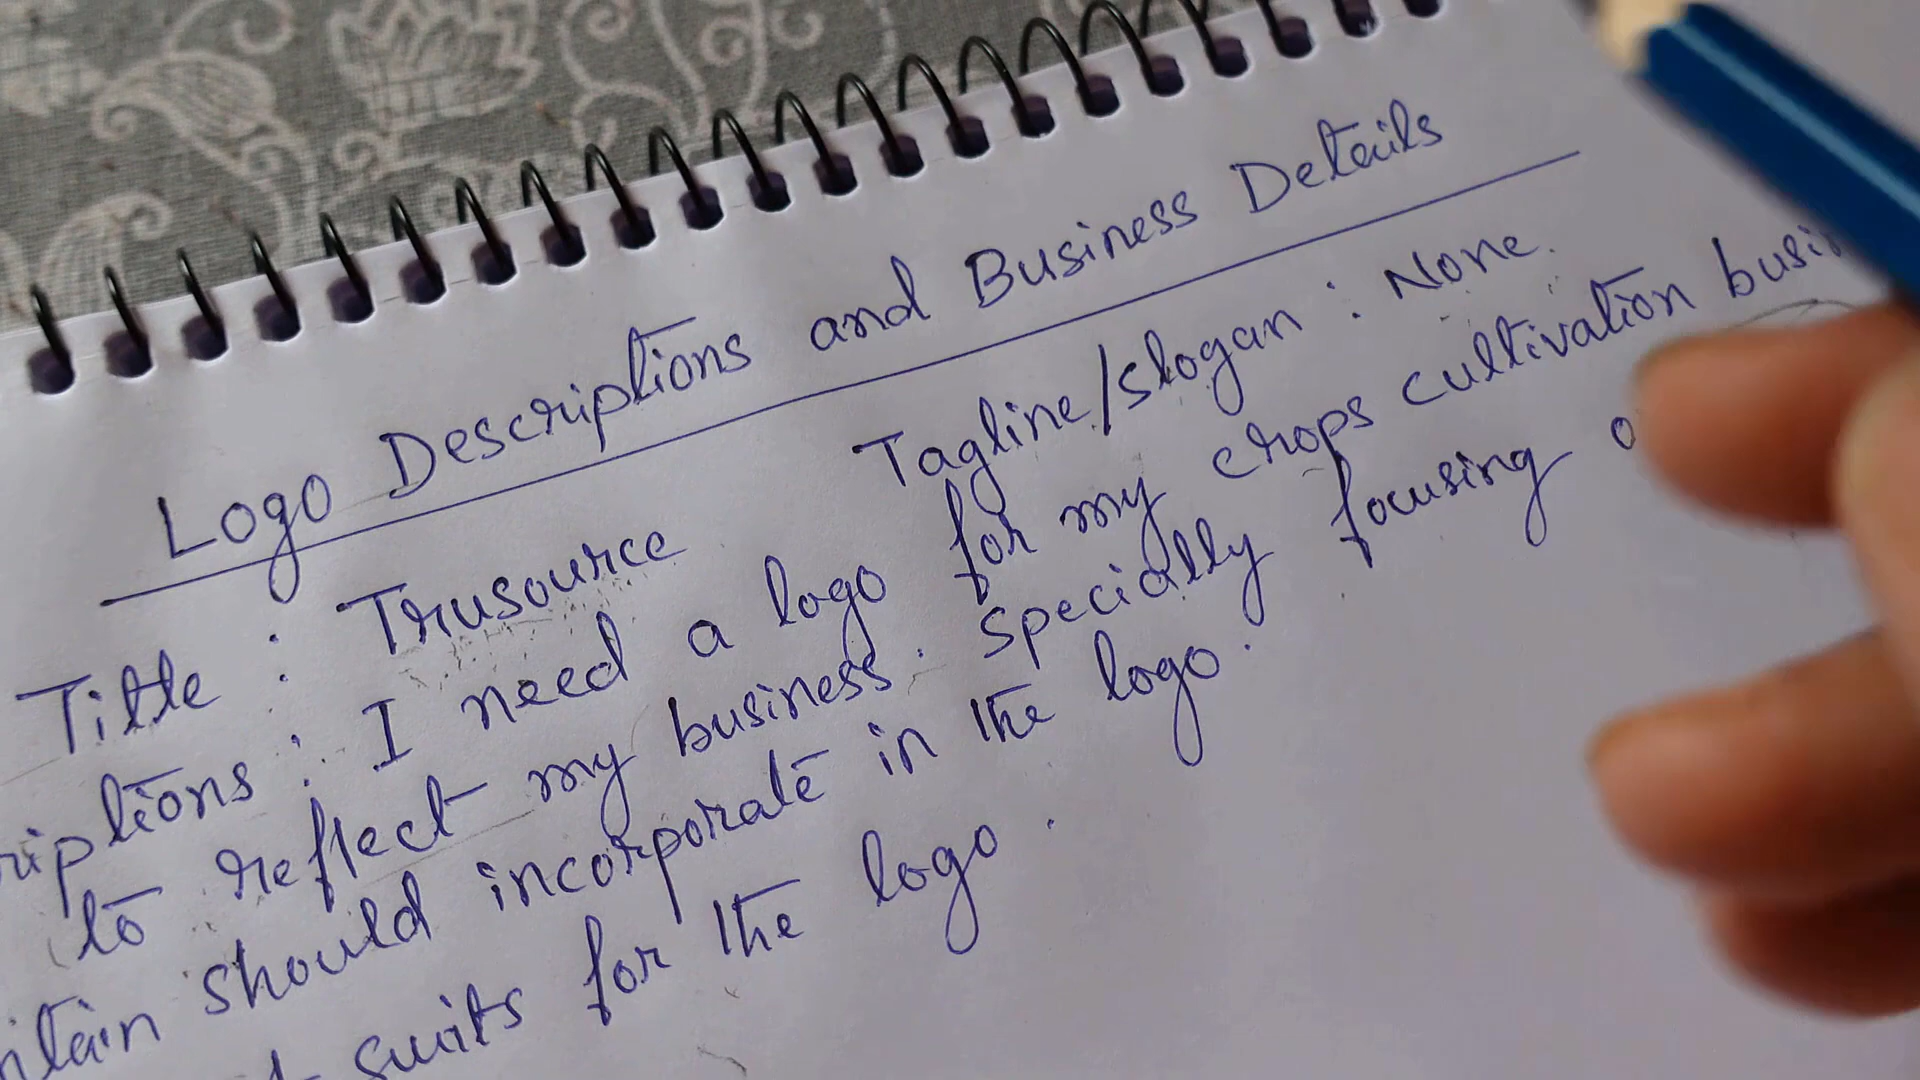 Logo Descriptions and Business Details
Title : Trusource Tagline/Slogan : None.
riptions : I need a logo for my crops cultivation busi
to reflect my business. Specially focusing o
ntain should incorporate in the logo.
suits for the logo.